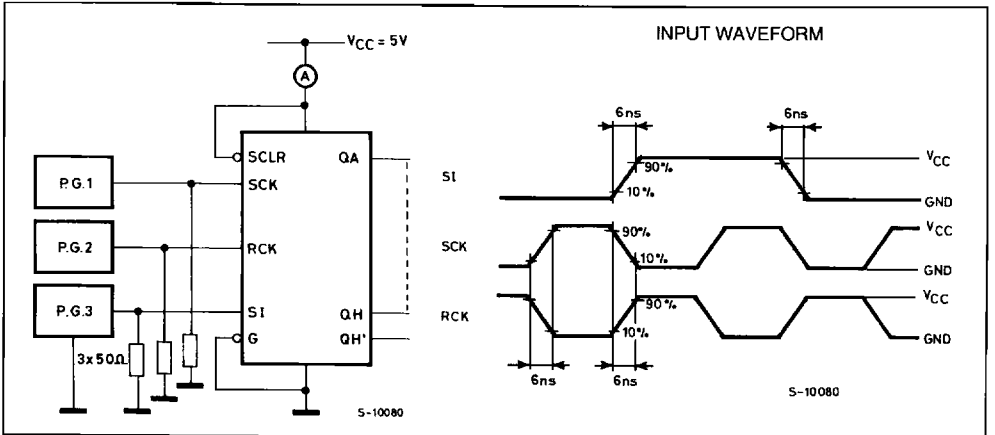 INPUT WAVEFORM
VCC = 5V
A
SCLR
QA
P.G.1
SCK
P.G.2
RCK
P.G.3
SI
QH
G
QH'
3x50Ω
S-10080
6ns
6ns
SI
90%
10%
VCC
GND
SCK
90%
10%
VCC
GND
RCK
90%
10%
VCC
GND
6ns
6ns
S-10080